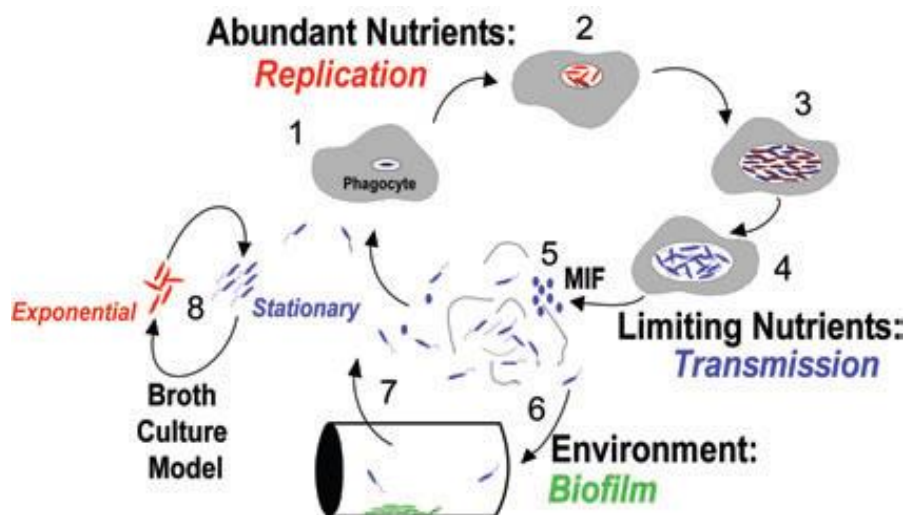 Abundant Nutrients:
Replication
2
3
1
Phagocyte
4
5
MIF
Limiting Nutrients:
Transmission
Exponential
8
Stationary
Broth
Culture
Model
7
6
Environment:
Biofilm